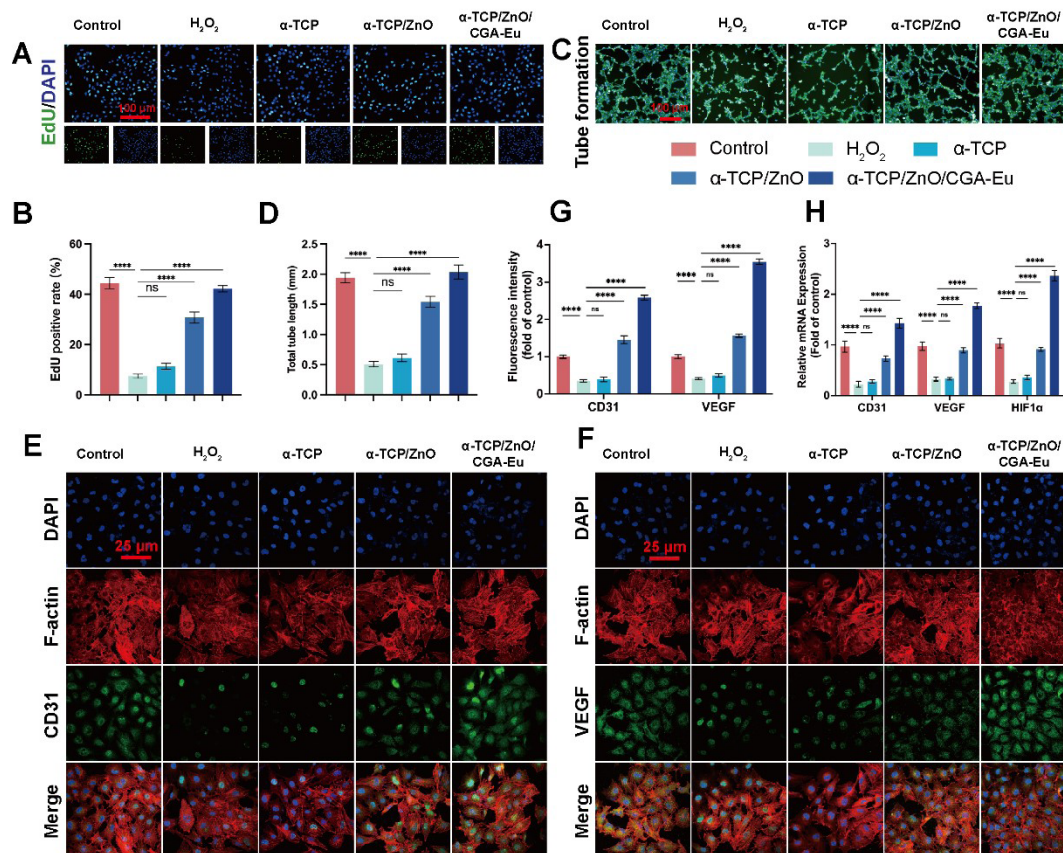 A
Control
H₂O₂
α-TCP
α-TCP/ZnO
α-TCP/ZnO/
CGA-Eu
EdU/DAPI
100 μm
C
Control
H₂O₂
α-TCP
α-TCP/ZnO
α-TCP/ZnO/
CGA-Eu
Tube formation
Control
H₂O₂
α-TCP
α-TCP/ZnO
α-TCP/ZnO/CGA-Eu
B
EdU positive rate (%)
60
40
20
0
****
****
****
ns
D
Total tube length (mm)
2.5
2.0
1.5
1.0
0.5
0.0
****
****
****
ns
G
Fluorescence intensity
(fold of control)
4
3
2
1
0
****
****
****
ns
****
****
****
ns
CD31
VEGF
H
Relative mRNA Expression
(Fold of control)
3
2
1
0
****
****
****
ns
****
****
****
ns
****
****
****
ns
CD31
VEGF
HIF1α
E
Control
H₂O₂
α-TCP
α-TCP/ZnO
α-TCP/ZnO/
CGA-Eu
DAPI
25 μm
F-actin
CD31
Merge
F
Control
H₂O₂
α-TCP
α-TCP/ZnO
α-TCP/ZnO/
CGA-Eu
DAPI
25 μm
F-actin
VEGF
Merge